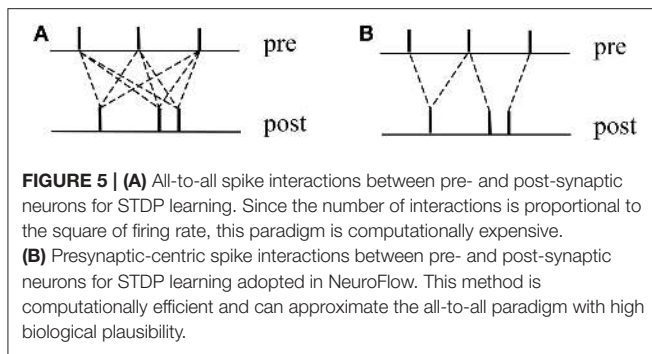 A
pre
post
B
pre
post
FIGURE 5 | (A) All-to-all spike interactions between pre- and post-synaptic
neurons for STDP learning. Since the number of interactions is proportional to
the square of firing rate, this paradigm is computationally expensive.
(B) Presynaptic-centric spike interactions between pre- and post-synaptic
neurons for STDP learning adopted in NeuroFlow. This method is
computationally efficient and can approximate the all-to-all paradigm with high
biological plausibility.